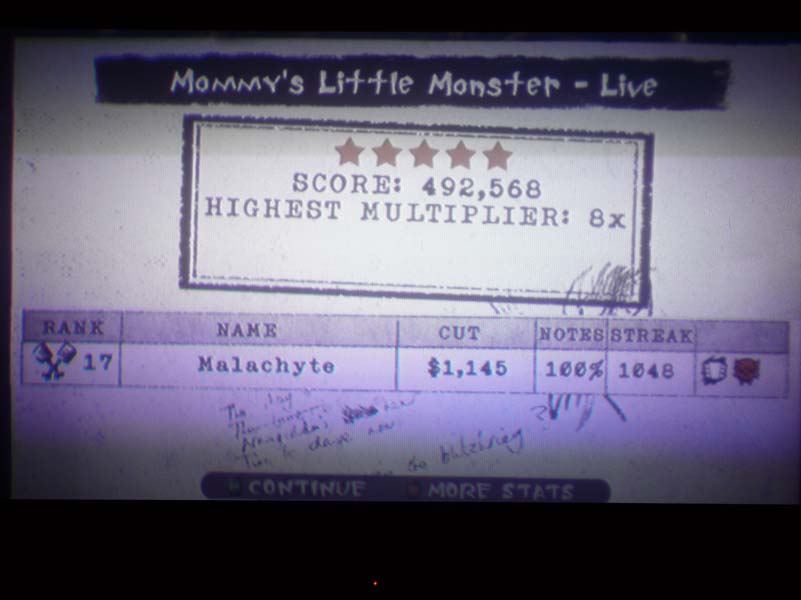 Mommy's Little Monster - Live
SCORE: 492,568
HIGHEST MULTIPLIER: 8x
RANK NAME CUT NOTES STREAK
17 Malachyte $1,145 100% 1048
blitzkrieg
CONTINUE MORE STATS